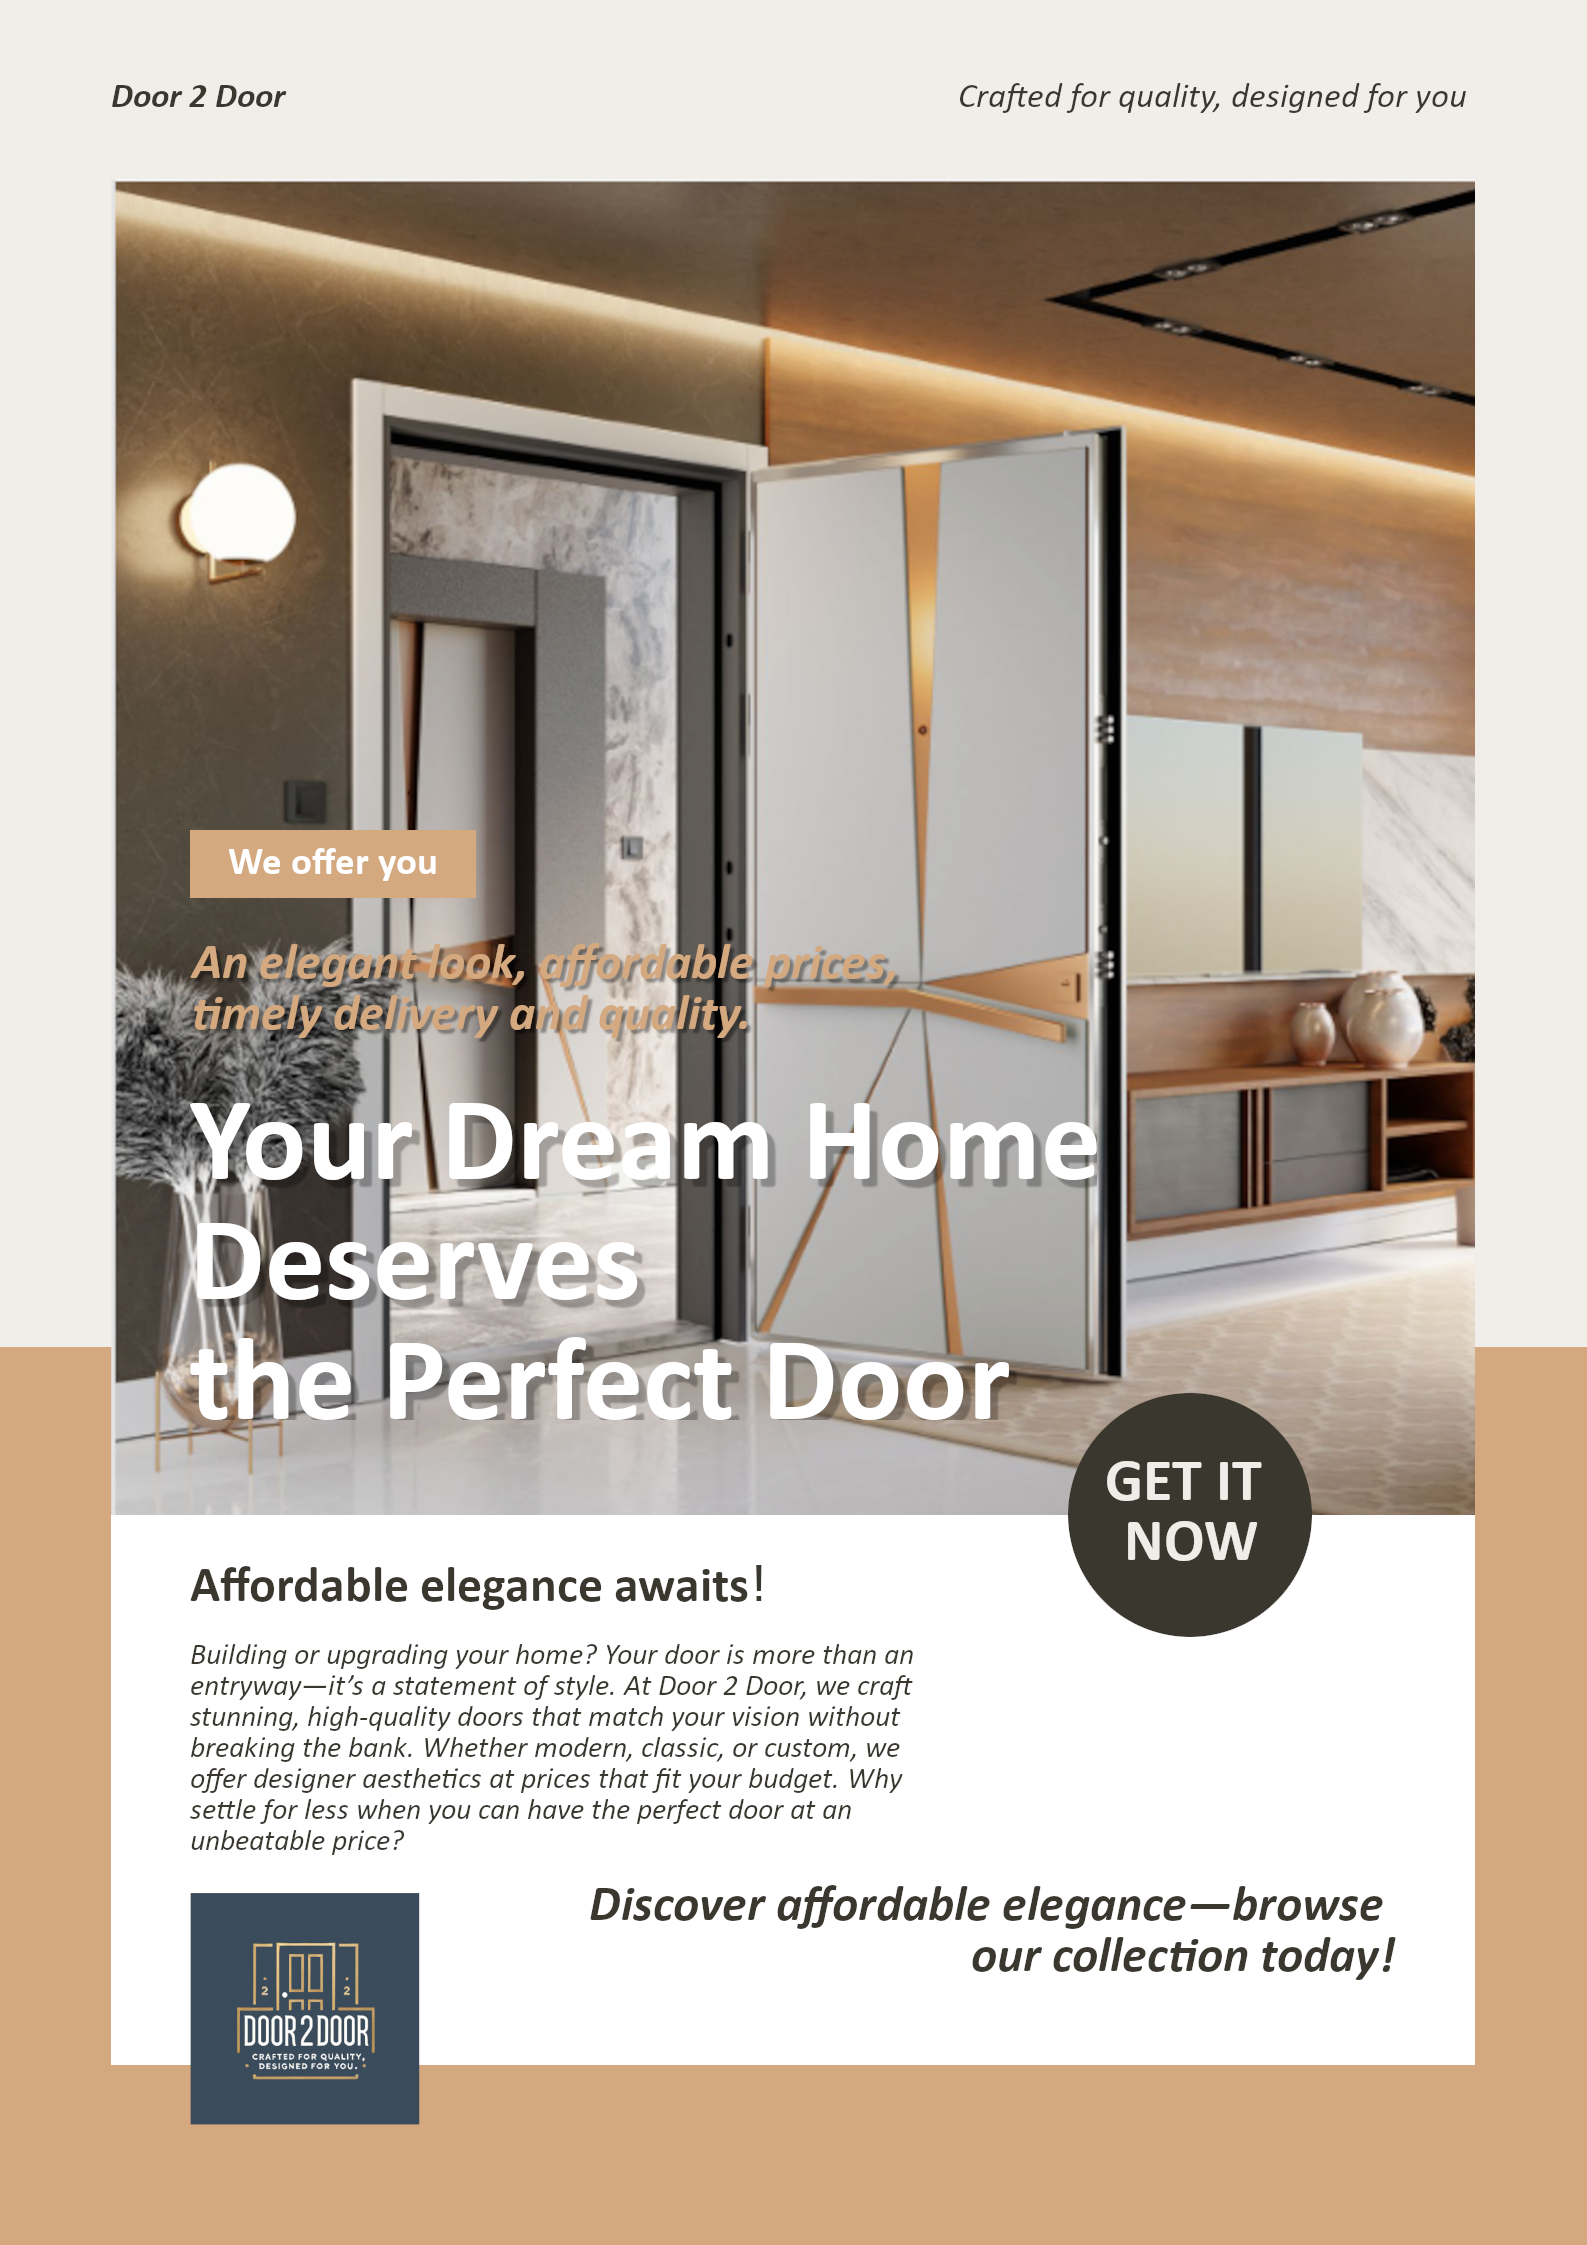 Door 2 Door
Crafted for quality, designed for you
We offer you
An elegant look, affordable prices,
timely delivery and quality.
Your Dream Home
Deserves
the Perfect Door
GET IT
NOW
Affordable elegance awaits!
Building or upgrading your home? Your door is more than an
entryway—it’s a statement of style. At Door 2 Door, we craft
stunning, high-quality doors that match your vision without
breaking the bank. Whether modern, classic, or custom, we
offer designer aesthetics at prices that fit your budget. Why
settle for less when you can have the perfect door at an
unbeatable price?
Discover affordable elegance—browse
our collection today!
2 2
DOOR2DOOR
CRAFTED FOR QUALITY,
DESIGNED FOR YOU.